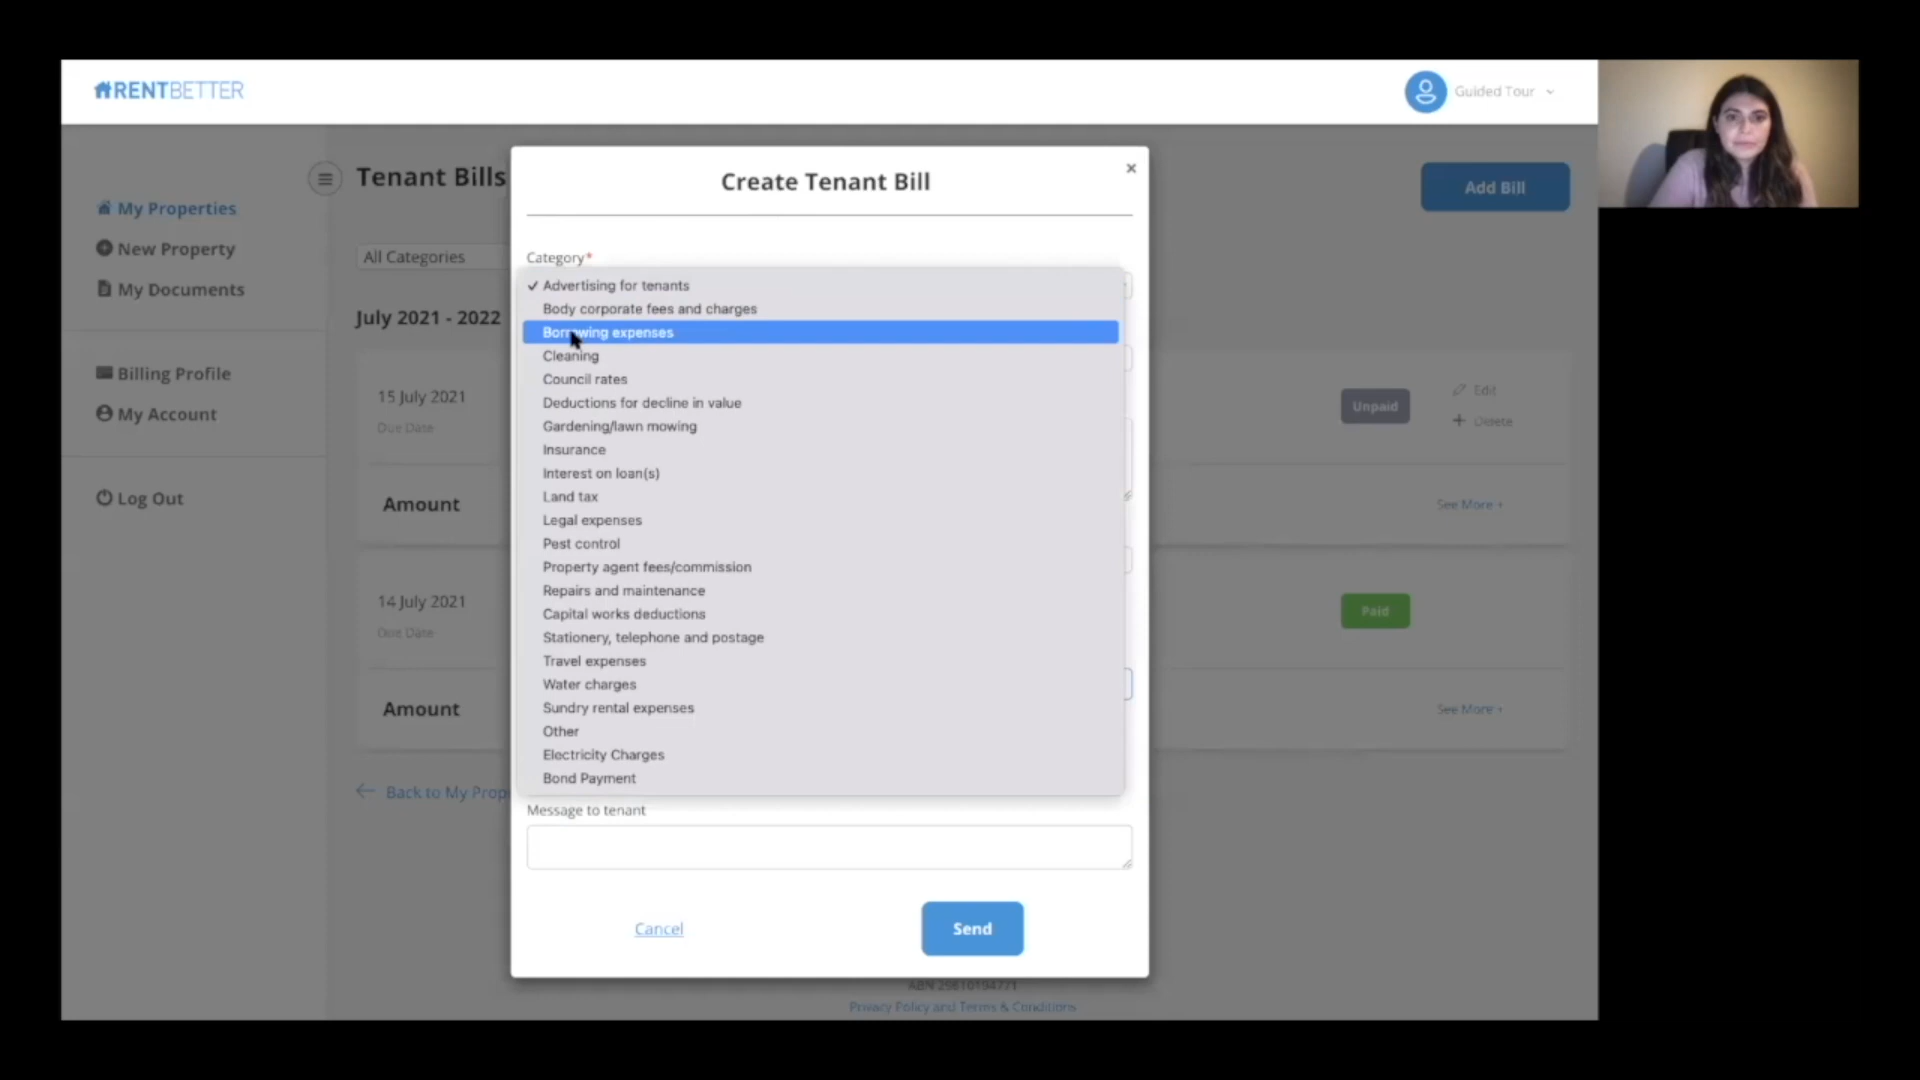 RENTBETTER
Guided Tour
My Properties
New Property
My Documents
Billing Profile
My Account
Log Out
Tenant Bills
Add Bill
All Categories
July 2021 - 2022
15 July 2021
Due Date
Unpaid
Edit
Delete
Amount
See More +
14 July 2021
Due Date
Paid
Amount
See More +
Back to My Prop
Create Tenant Bill
×
Category*
✓ Advertising for tenants
Body corporate fees and charges
Borrowing expenses
Cleaning
Council rates
Deductions for decline in value
Gardening/lawn mowing
Insurance
Interest on loan(s)
Land tax
Legal expenses
Pest control
Property agent fees/commission
Repairs and maintenance
Capital works deductions
Stationery, telephone and postage
Travel expenses
Water charges
Sundry rental expenses
Other
Electricity Charges
Bond Payment
Message to tenant
Cancel
Send
ABN 29610194771
Privacy Policy and Terms & Conditions